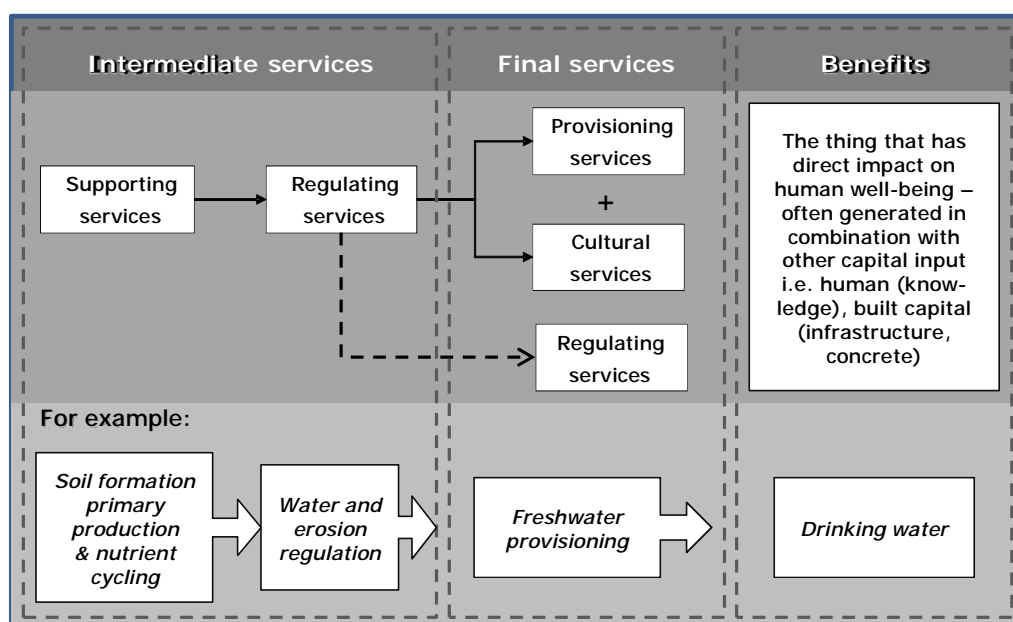 Intermediate services
Final services
Benefits
Supporting
services
Regulating
services
Provisioning
services
+
Cultural
services
Regulating
services
The thing that has
direct impact on
human well-being –
often generated in
combination with
other capital input
i.e. human (know-
ledge), built capital
(infrastructure,
concrete)
For example:
Soil formation
primary
production
& nutrient
cycling
Water and
erosion
regulation
Freshwater
provisioning
Drinking water